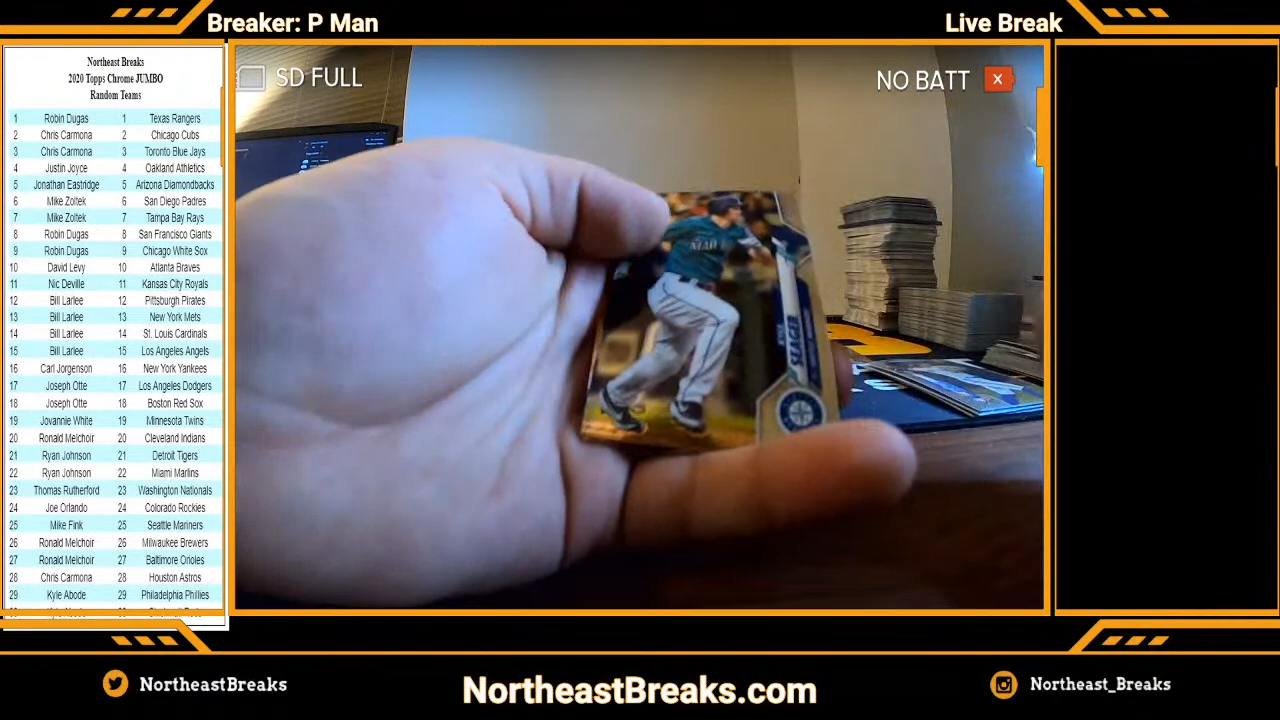 Breaker: P Man
Live Break
Northeast Breaks
2020 Topps Chrome JUMBO
Random Teams
1 Robin Dugas 1 Texas Rangers
2 Chris Carmona 2 Chicago Cubs
3 Chris Carmona 3 Toronto Blue Jays
4 Justin Joyce 4 Oakland Athletics
5 Jonathan Eastridge 5 Arizona Diamondbacks
6 Mike Zoltek 6 San Diego Padres
7 Mike Zoltek 7 Tampa Bay Rays
8 Robin Dugas 8 San Francisco Giants
9 Robin Dugas 9 Chicago White Sox
10 David Levy 10 Atlanta Braves
11 Nic Deville 11 Kansas City Royals
12 Bill Larlee 12 Pittsburgh Pirates
13 Bill Larlee 13 New York Mets
14 Bill Larlee 14 St. Louis Cardinals
15 Bill Larlee 15 Los Angeles Angels
16 Carl Jorgenson 16 New York Yankees
17 Joseph Otte 17 Los Angeles Dodgers
18 Joseph Otte 18 Boston Red Sox
19 Jovannie White 19 Minnesota Twins
20 Ronald Melchoir 20 Cleveland Indians
21 Ryan Johnson 21 Detroit Tigers
22 Ryan Johnson 22 Miami Marlins
23 Thomas Rutherford 23 Washington Nationals
24 Joe Orlando 24 Colorado Rockies
25 Mike Fink 25 Seattle Mariners
26 Ronald Melchoir 26 Milwaukee Brewers
27 Ronald Melchoir 27 Baltimore Orioles
28 Chris Carmona 28 Houston Astros
29 Kyle Abode 29 Philadelphia Phillies
SD FULL
NO BATT
SEAGER
NortheastBreaks
NortheastBreaks.com
Northeast_Breaks